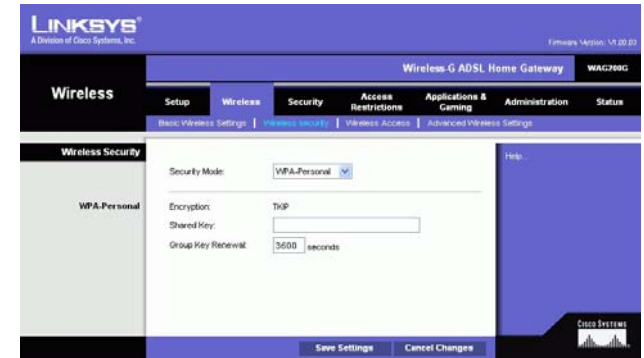 LINKSYS®
A Division of Cisco Systems, Inc.
Firmware Version: V1.00.03
Wireless-G ADSL Home Gateway WAG200G
Wireless
Setup Wireless Security Access Restrictions Applications & Gaming Administration Status
Basic Wireless Settings | Wireless Security | Wireless Access | Advanced Wireless Settings
Wireless Security
Help...
Security Mode: WPA-Personal
WPA-Personal
Encryption: TKIP
Shared Key:
Group Key Renewal: 3600 seconds
Save Settings Cancel Changes
CISCO SYSTEMS